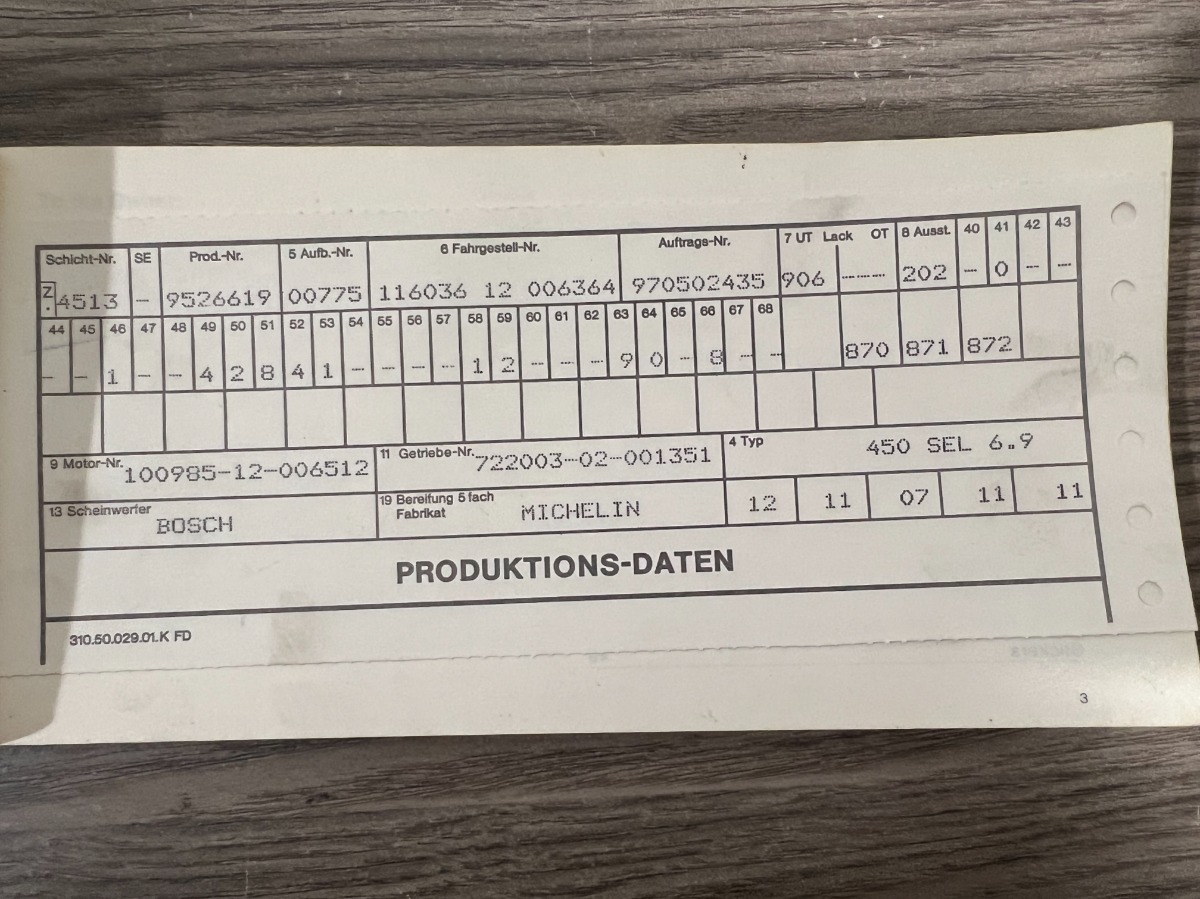 Schicht-Nr. SE Prod.-Nr. 5 Aufb.-Nr. 6 Fahrgestell-Nr. Auftrags-Nr. 7 UT Lack OT 8 Ausst. 40 41 42 43
Z. 4513 - 9526619 00775 116036 12 006364 970502435 906 ----- 202 -- 0 -- --
44 45 46 47 48 49 50 51 52 53 54 55 56 57 58 59 60 61 62 63 64 65 66 67 68
- - 1 - - 4 2 8 4 1 - - - - 1 2 - - - 9 0 - 8 - - 870 871 872
9 Motor-Nr. 100985-12-006512 11 Getriebe-Nr. 722003-02-001351 4 Typ 450 SEL 6.9
13 Scheinwerfer BOSCH 19 Bereifung 5fach Fabrikat MICHELIN 12 11 07 11 11
PRODUKTIONS-DATEN
310.50.029.01.K FD
3